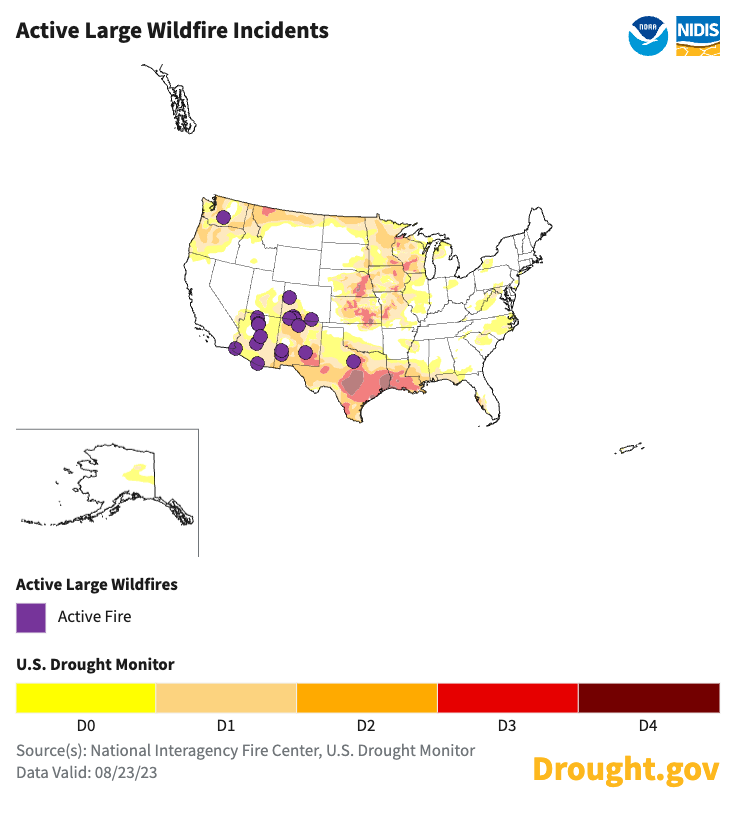 Active Large Wildfire Incidents
NOAA
NIDIS
Active Large Wildfires
Active Fire
U.S. Drought Monitor
D0 D1 D2 D3 D4
Source(s): National Interagency Fire Center, U.S. Drought Monitor
Data Valid: 08/23/23
Drought.gov